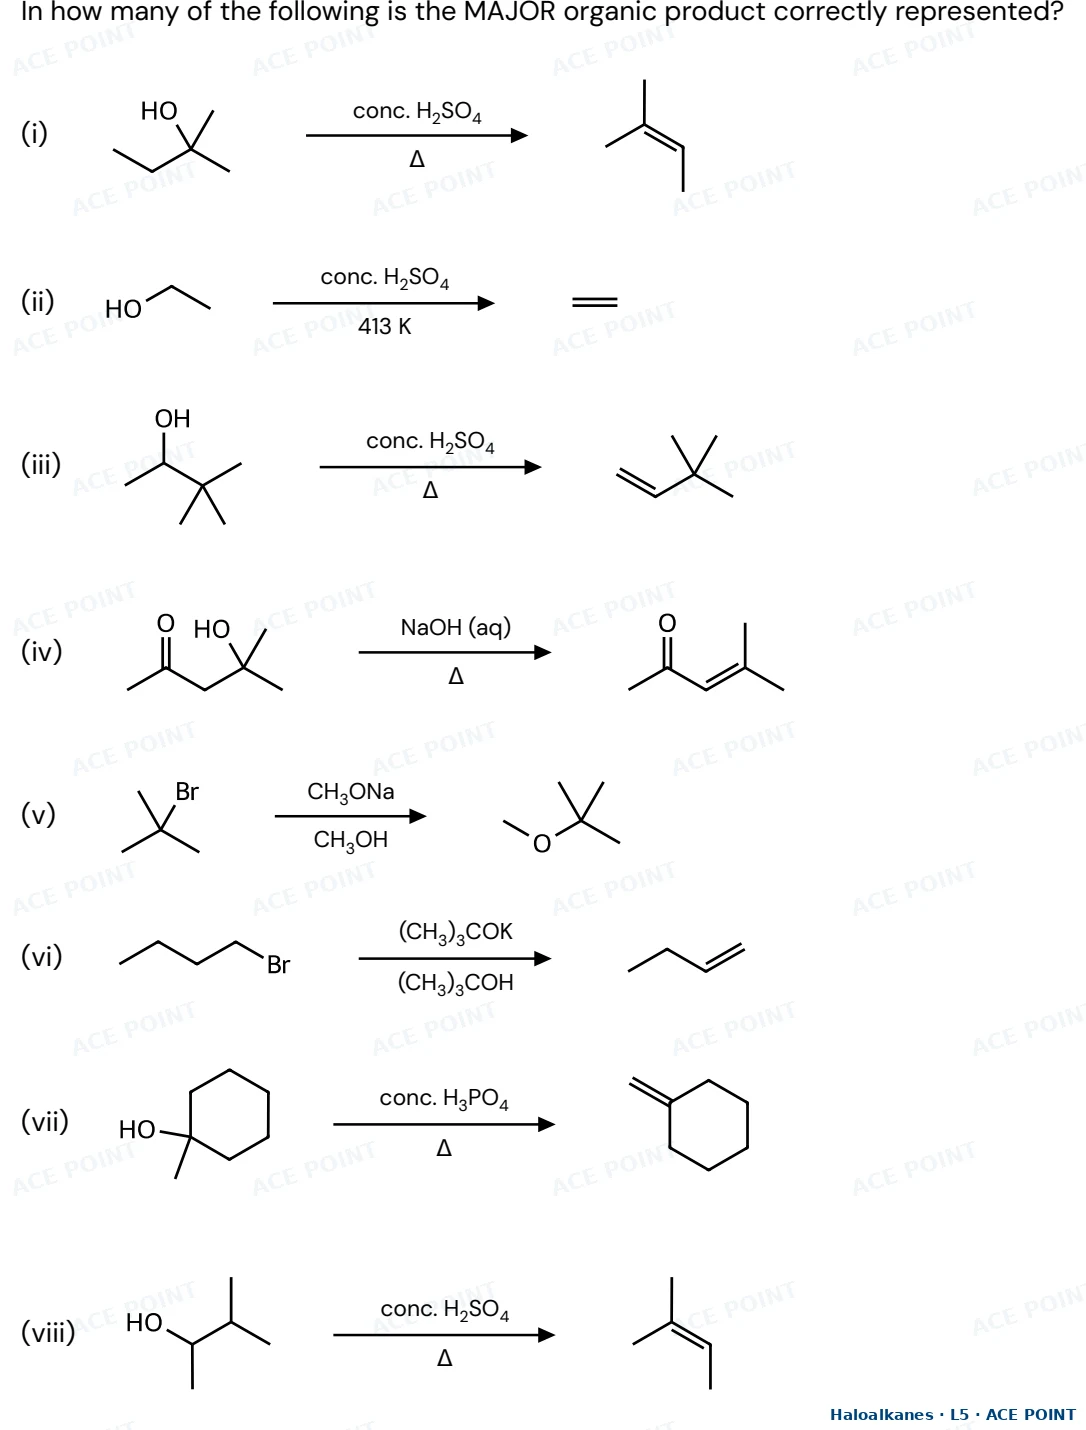 In how many of the following is the MAJOR organic product correctly represented?
(i)
HO
conc. H₂SO₄
Δ
(ii)
HO
conc. H₂SO₄
413 K
(iii)
OH
conc. H₂SO₄
Δ
(iv)
O
HO
NaOH (aq)
Δ
O
(v)
Br
CH₃ONa
CH₃OH
O
(vi)
Br
(CH₃)₃COK
(CH₃)₃COH
(vii)
HO
conc. H₃PO₄
Δ
(viii)
HO
conc. H₂SO₄
Δ
Haloalkanes · L5 · ACE POINT
ACE POINT